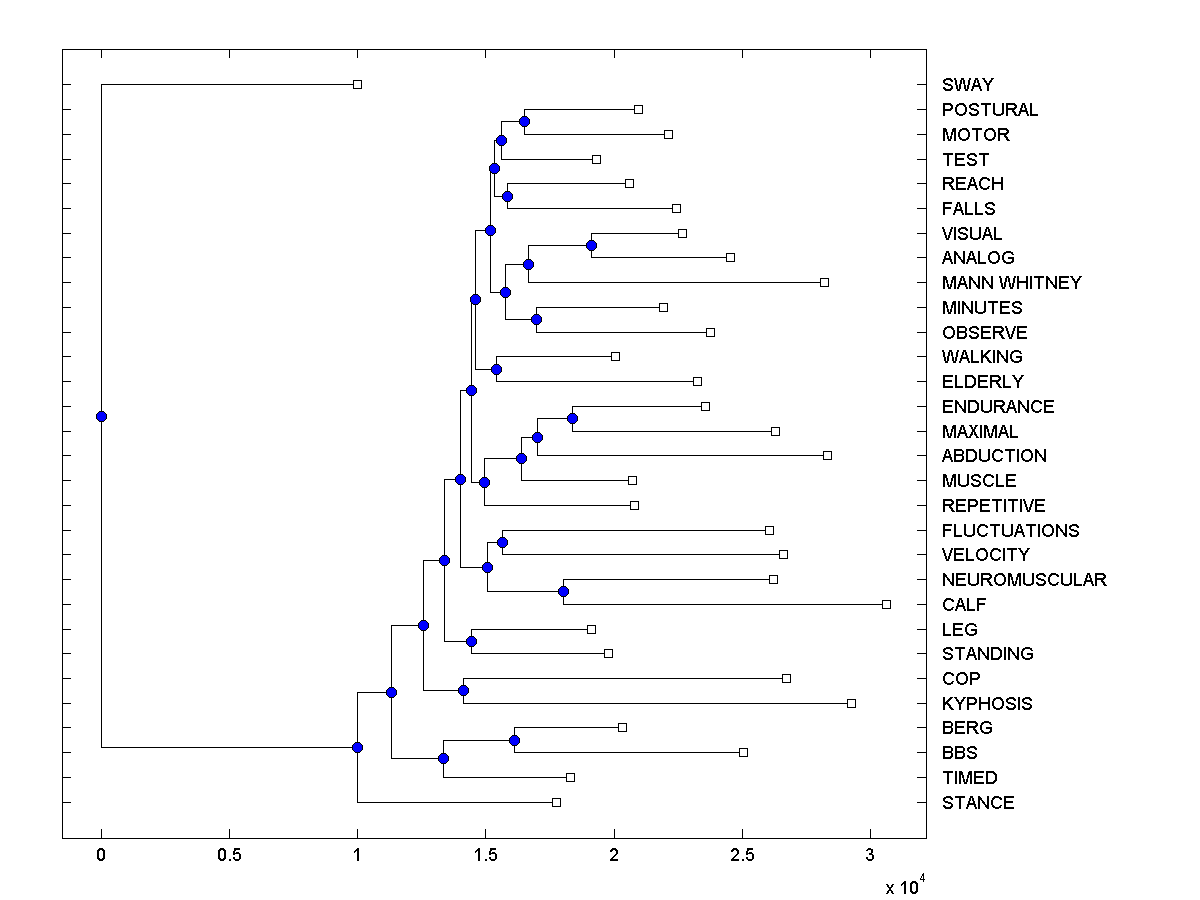 SWAY
POSTURAL
MOTOR
TEST
REACH
FALLS
VISUAL
ANALOG
MANN WHITNEY
MINUTES
OBSERVE
WALKING
ELDERLY
ENDURANCE
MAXIMAL
ABDUCTION
MUSCLE
REPETITIVE
FLUCTUATIONS
VELOCITY
NEUROMUSCULAR
CALF
LEG
STANDING
COP
KYPHOSIS
BERG
BBS
TIMED
STANCE
0 0.5 1 1.5 2 2.5 3
x 10^4